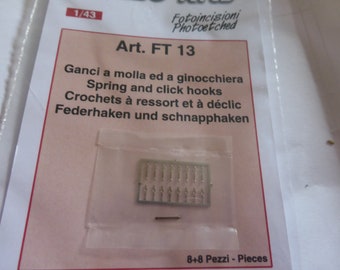 1/43
Fotoincisioni
Photoetched
Art. FT 13
Ganci a molla ed a ginocchiera
Spring and click hooks
Crochets à ressort et à déclic
Federhaken und schnapphaken
8+8 Pezzi - Pieces